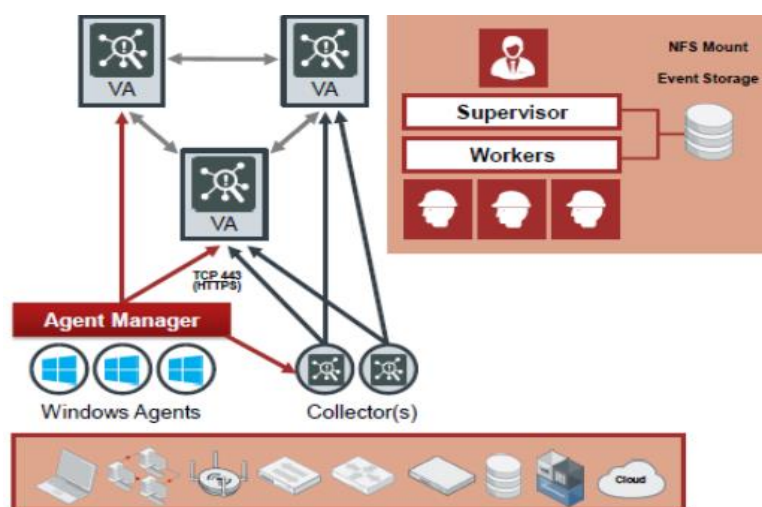 VA
VA
VA
TCP 443
(HTTPS)
Agent Manager
Windows Agents
Collector(s)
NFS Mount
Event Storage
Supervisor
Workers
Cloud